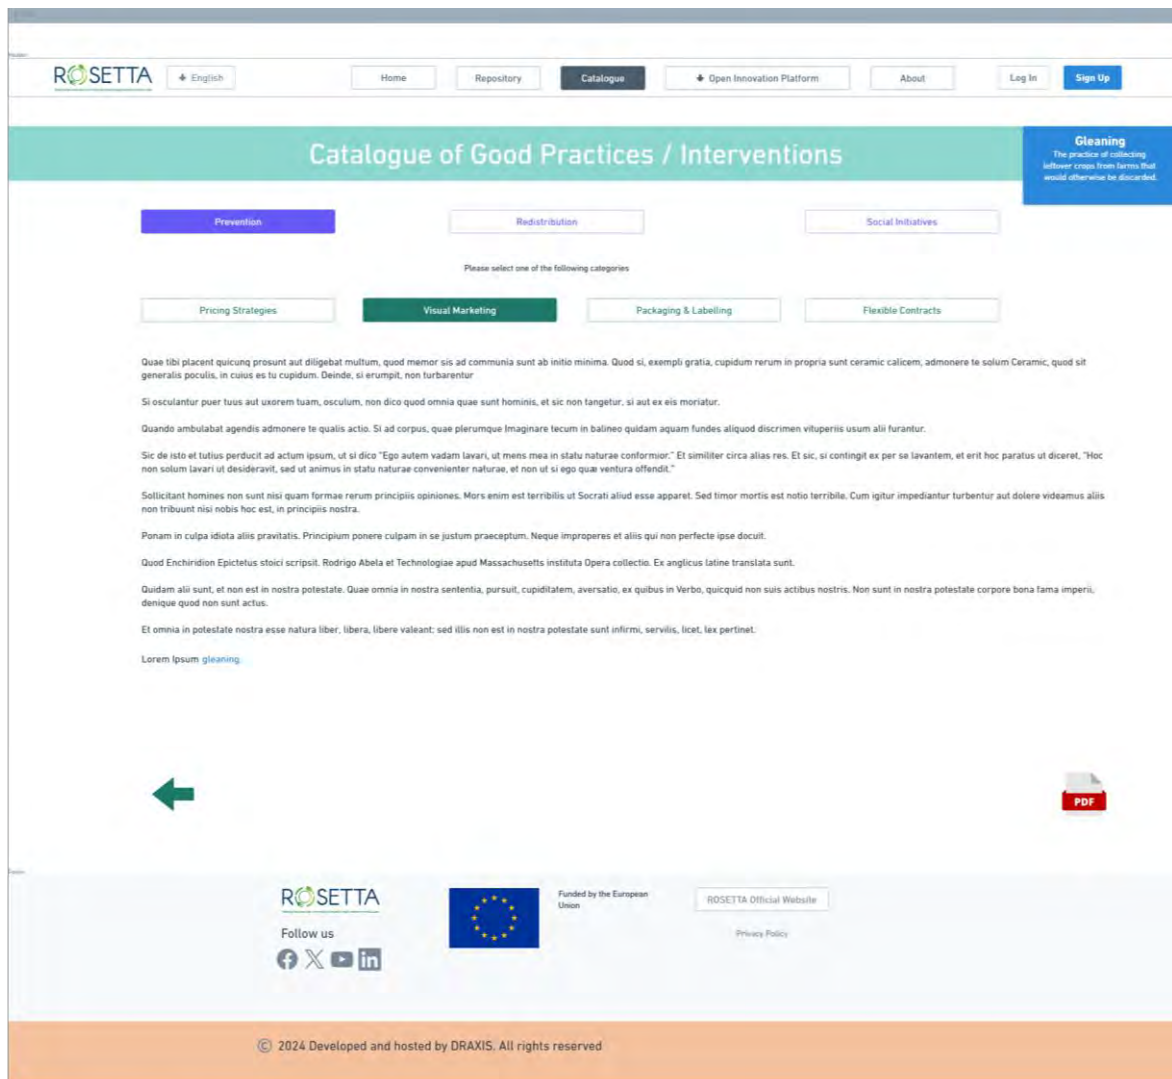 ROSETTA
English
Home
Repository
Catalogue
Open Innovation Platform
About
Log In
Sign Up
Catalogue of Good Practices / Interventions
Gleaning
The practice of collecting
leftover crops from farms that
would otherwise be discarded.
Prevention
Redistribution
Social Initiatives
Please select one of the following categories
Pricing Strategies
Visual Marketing
Packaging & Labelling
Flexible Contracts
Quae tibi placent quicunq prosunt aut diligebat multum, quod memor sis ad communia sunt ab initio minima. Quod si, exempli gratia, cupidum rerum in propria sunt ceramic calicem, admonere te solum Ceramic, quod sit
generalis poculis, in cuius es tu cupidum. Deinde, si erumpit, non turbarentur
Si osculantur puer tuus aut uxorem tuam, osculum, non dico quod omnia quae sunt hominis, et sic non tangetur, si aut ex eis moriatur.
Quando ambulabat agendis admonere te qualis actio. Si ad corpus, quae plerumque Imaginare tecum in balineo quidam aquam fundes aliquod discrimen vituperiis usum alii furantur.
Sic de isto et tutius perducit ad actum ipsum, ut si dico "Ego autem vadam lavari, ut mens mea in statu naturae conformior." Et similiter circa alias res. Et sic, si contingit ex per se lavantem, et erit hoc paratus ut diceret, "Hoc
non solum lavari ut desideravit, sed ut animus in statu naturae convenienter naturae, et non ut si ego quæ ventura offendit."
Sollicitant homines non sunt nisi quam formae rerum principiis opiniones. Mors enim est terribilis ut Socrati aliud esse apparet. Sed timor mortis est notio terribile. Cum igitur impediantur turbentur aut dolere videamus aliis
non tribuunt nisi nobis hoc est, in principiis nostra.
Ponam in culpa idiota aliis pravitatis. Principium ponere culpam in se justum praeceptum. Neque improperes et aliis qui non perfecte ipse docuit.
Quod Enchiridion Epictetus stoici scripsit. Rodrigo Abela et Technologiae apud Massachusetts instituta Opera collectio. Ex anglicus latine translata sunt.
Quidam alii sunt, et non est in nostra potestate. Quae omnia in nostra sententia, pursuit, cupiditatem, aversatio, ex quibus in Verbo, quicquid non suis actibus nostris. Non sunt in nostra potestate corpore bona fama imperii,
denique quod non sunt actus.
Et omnia in potestate nostra esse natura liber, libera, libere valeant; sed illis non est in nostra potestate sunt infirmi, servilis, licet, lex pertinet.
Lorem Ipsum gleaning.
PDF
ROSETTA
Follow us
Funded by the European
Union
ROSETTA Official Website
Privacy Policy
© 2024 Developed and hosted by DRAXIS. All rights reserved